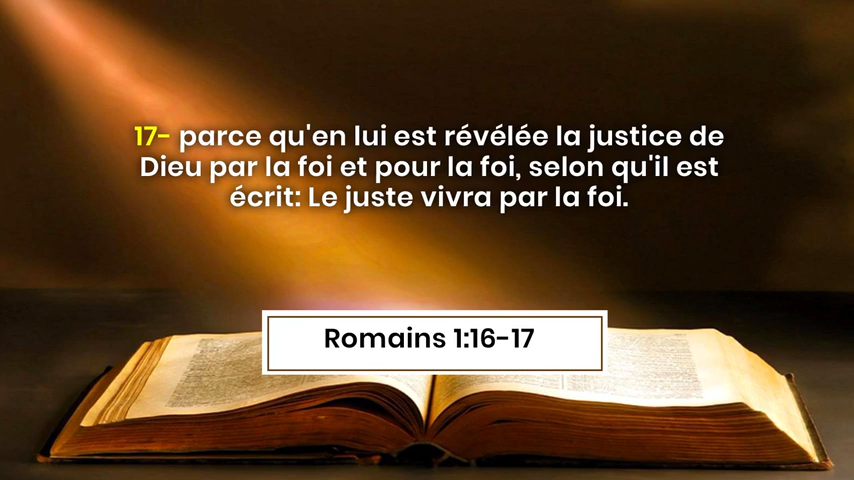 17- parce qu'en lui est révélée la justice de
Dieu par la foi et pour la foi, selon qu'il est
écrit: Le juste vivra par la foi.
Romains 1:16-17